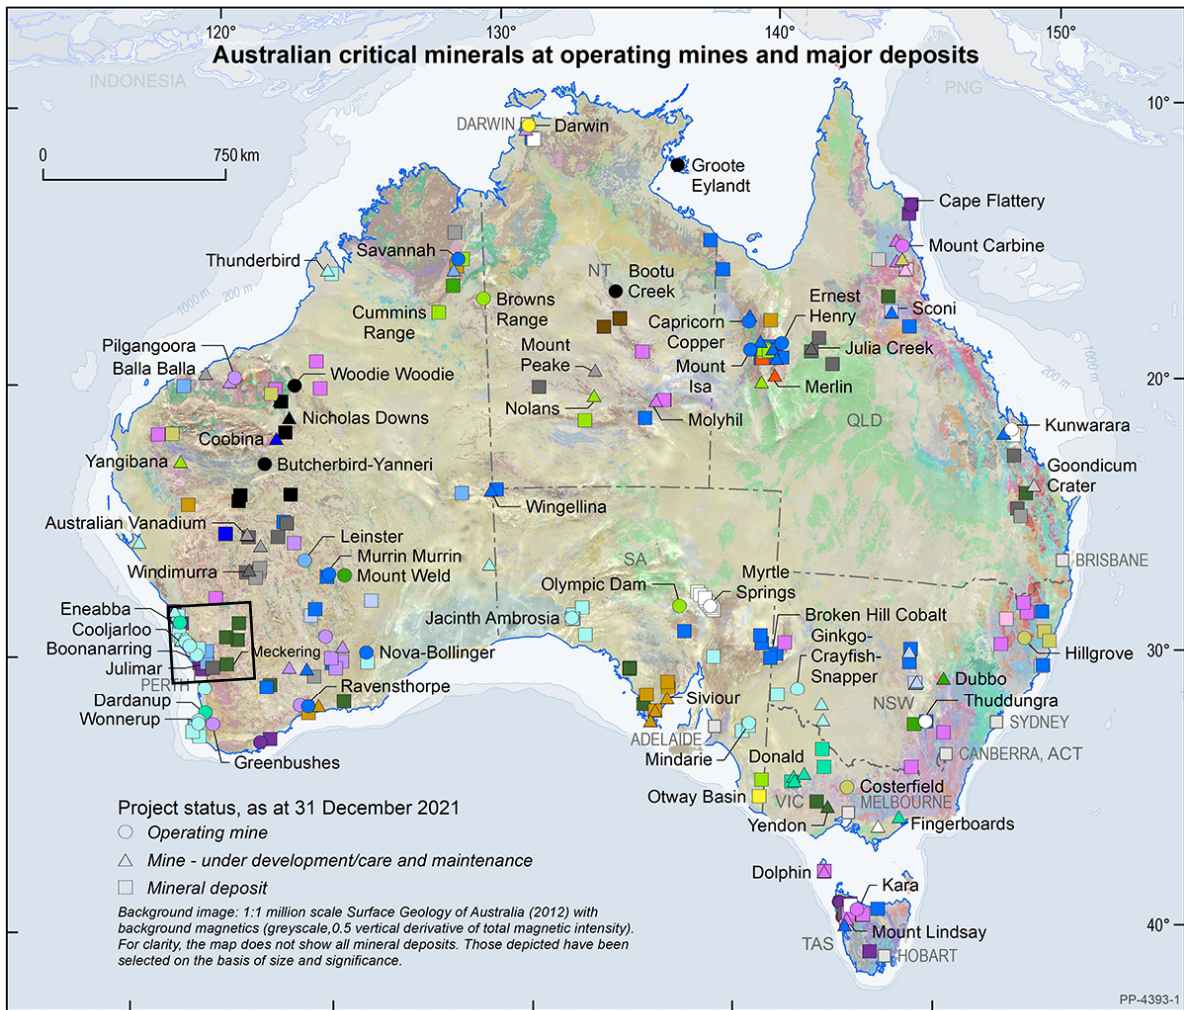 120°
130°
140°
150°
Australian critical minerals at operating mines and major deposits
INDONESIA
PNG
10°
DARWIN
Darwin
0
750 km
Groote
Eylandt
Cape Flattery
Savannah
Mount Carbine
Thunderbird
NT
Bootu
Creek
1000 m
200 m
200 m
Browns
Range
Ernest
Henry
Sconi
Cummins
Range
Capricorn
Copper
Pilgangoora
Balla Balla
Mount
Peake
Julia Creek
Woodie Woodie
Mount
Isa
20°
Merlin
Nolans
Nicholas Downs
Molyhil
QLD
Kunwarara
Coobina
Yangibana
Butcherbird-Yanneri
Goondicum
Crater
Wingellina
Australian Vanadium
Leinster
SA
BRISBANE
Murrin Murrin
Windimurra
Mount Weld
Olympic Dam
Myrtle
Springs
Eneabba
Jacinth Ambrosia
Broken Hill Cobalt
Cooljarloo
Ginkgo-
Crayfish-
Snapper
Boonanarring
Meckering
Nova-Bollinger
Hillgrove
30°
Julimar
PERTH
Ravensthorpe
Siviour
Dubbo
Dardanup
NSW
Thuddungra
Wonnerup
SYDNEY
ADELAIDE
Mindarie
CANBERRA, ACT
Greenbushes
Donald
Otway Basin
Costerfield
VIC
MELBOURNE
Yendon
Fingerboards
Project status, as at 31 December 2021
Operating mine
Mine - under development/care and maintenance
Mineral deposit
Dolphin
Kara
Background image: 1:1 million scale Surface Geology of Australia (2012) with
background magnetics (greyscale,0.5 vertical derivative of total magnetic intensity).
For clarity, the map does not show all mineral deposits. Those depicted have been
selected on the basis of size and significance.
40°
Mount Lindsay
TAS
HOBART
PP-4393-1